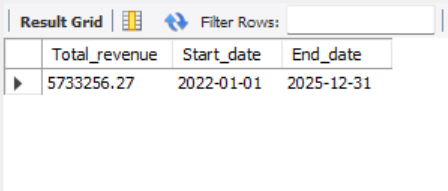 Result Grid Filter Rows:
Total_revenue Start_date End_date
5733256.27 2022-01-01 2025-12-31